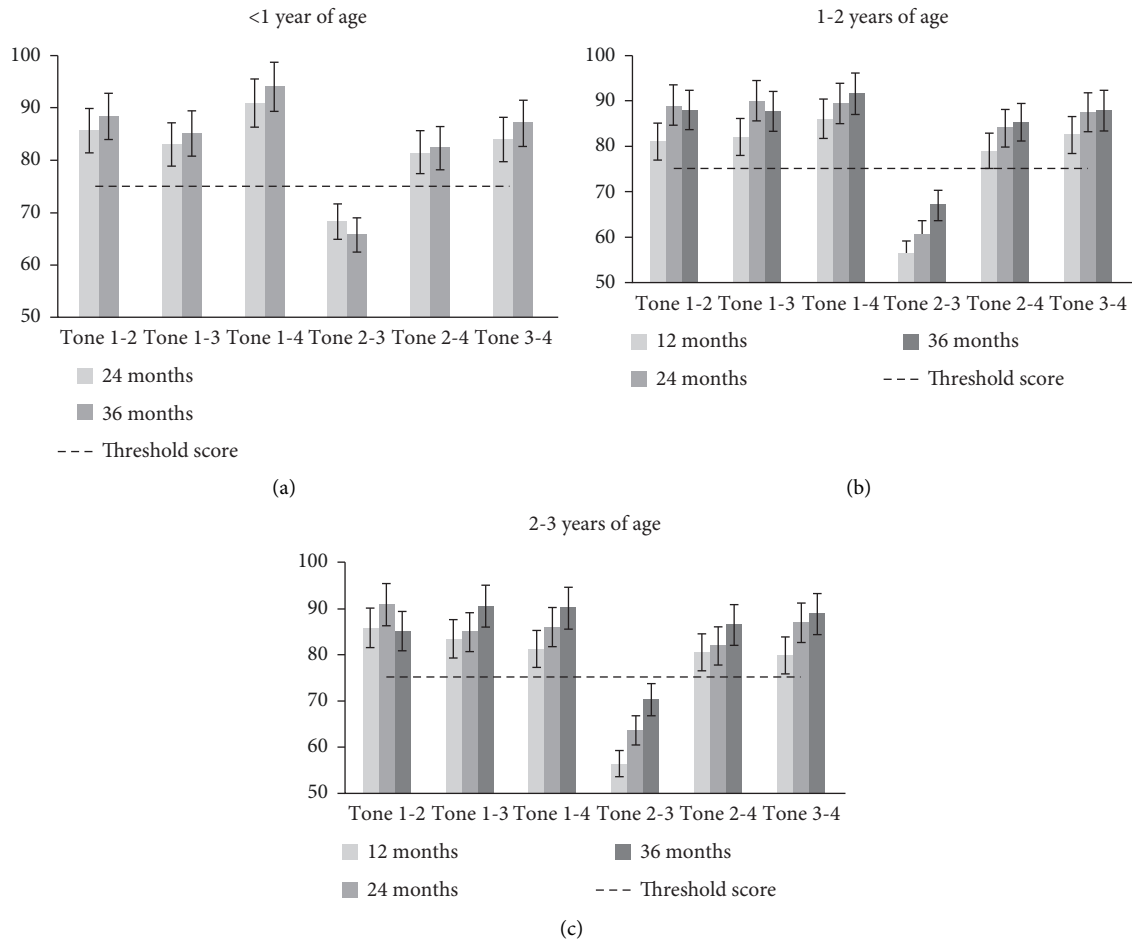 <1 year of age
100
90
80
70
60
50
Tone 1-2 Tone 1-3 Tone 1-4 Tone 2-3 Tone 2-4 Tone 3-4
24 months
36 months
Threshold score
(a)
1-2 years of age
100
90
80
70
60
50
Tone 1-2 Tone 1-3 Tone 1-4 Tone 2-3 Tone 2-4 Tone 3-4
12 months
36 months
24 months
Threshold score
(b)
2-3 years of age
100
90
80
70
60
50
Tone 1-2 Tone 1-3 Tone 1-4 Tone 2-3 Tone 2-4 Tone 3-4
12 months
36 months
24 months
Threshold score
(c)